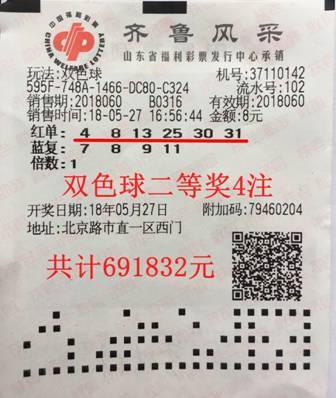 中国福利彩票
CHINA WELFARE LOTTERY
齐鲁风采
山东省福利彩票发行中心承销
玩法:双色球 机号:37110142
595F-748A-1466-DC80-C324 流水号:102
销售期:2018060 B0316 有效期:2018060
销售时间:18-05-27 16:56:44 金额:8元
红单: 4 8 13 25 30 31
蓝复: 7 8 9 11
倍数:1
双色球二等奖4注
开奖日期:18年05月27日 附加码:79460204
地址:北京路市直一区西门
共计691832元